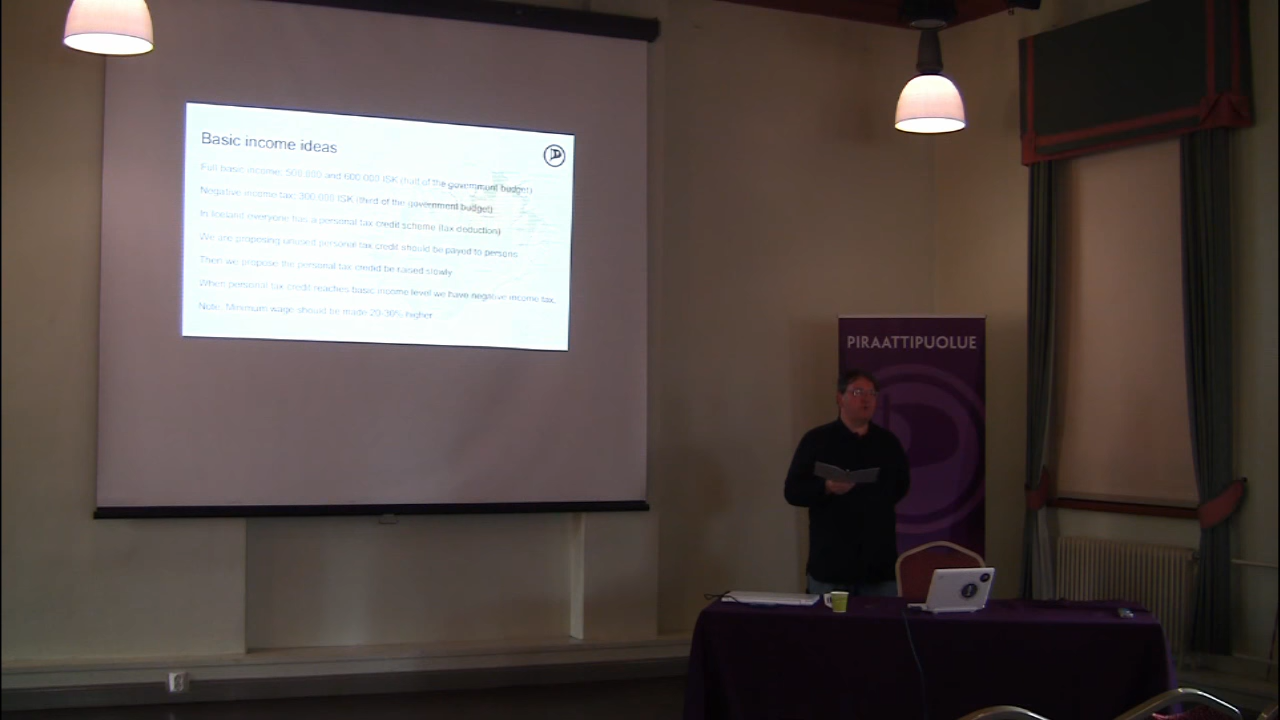 Basic income ideas
Full basic income: 500.000 and 600.000 ISK (half of the government budget)
Negative income tax: 300.000 ISK (third of the government budget)
In Iceland everyone has a personal tax credit scheme (tax deduction)
We are proposing unused personal tax credit should be payed to persons
Then we propose the personal tax credid be raised slowly
When personal tax credit reaches basic income level we have negative income tax.
Note: Minimum wage should be made 20-30% higher
PIRAATTIPUOLUE